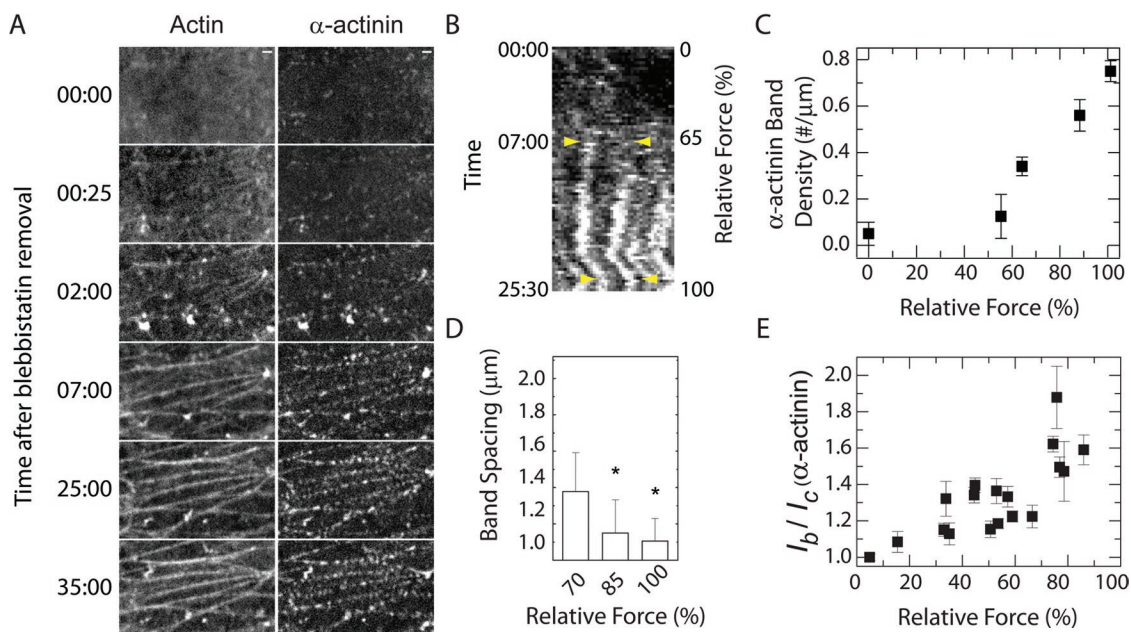 A
Actin
α-actinin
Time after blebbistatin removal
00:00
00:25
02:00
07:00
25:00
35:00
B
00:00
0
Time
07:00
65
Relative Force (%)
25:30
100
C
α-actinin Band
Density (#/μm)
0.8
0.6
0.4
0.2
0.0
0 20 40 60 80 100
Relative Force (%)
D
Band Spacing (μm)
2.0
1.8
1.6
1.4
1.2
1.0
* *
70 85 100
Relative Force (%)
E
I_b / I_c (α-actinin)
2.0
1.8
1.6
1.4
1.2
1.0
0 20 40 60 80 100
Relative Force (%)